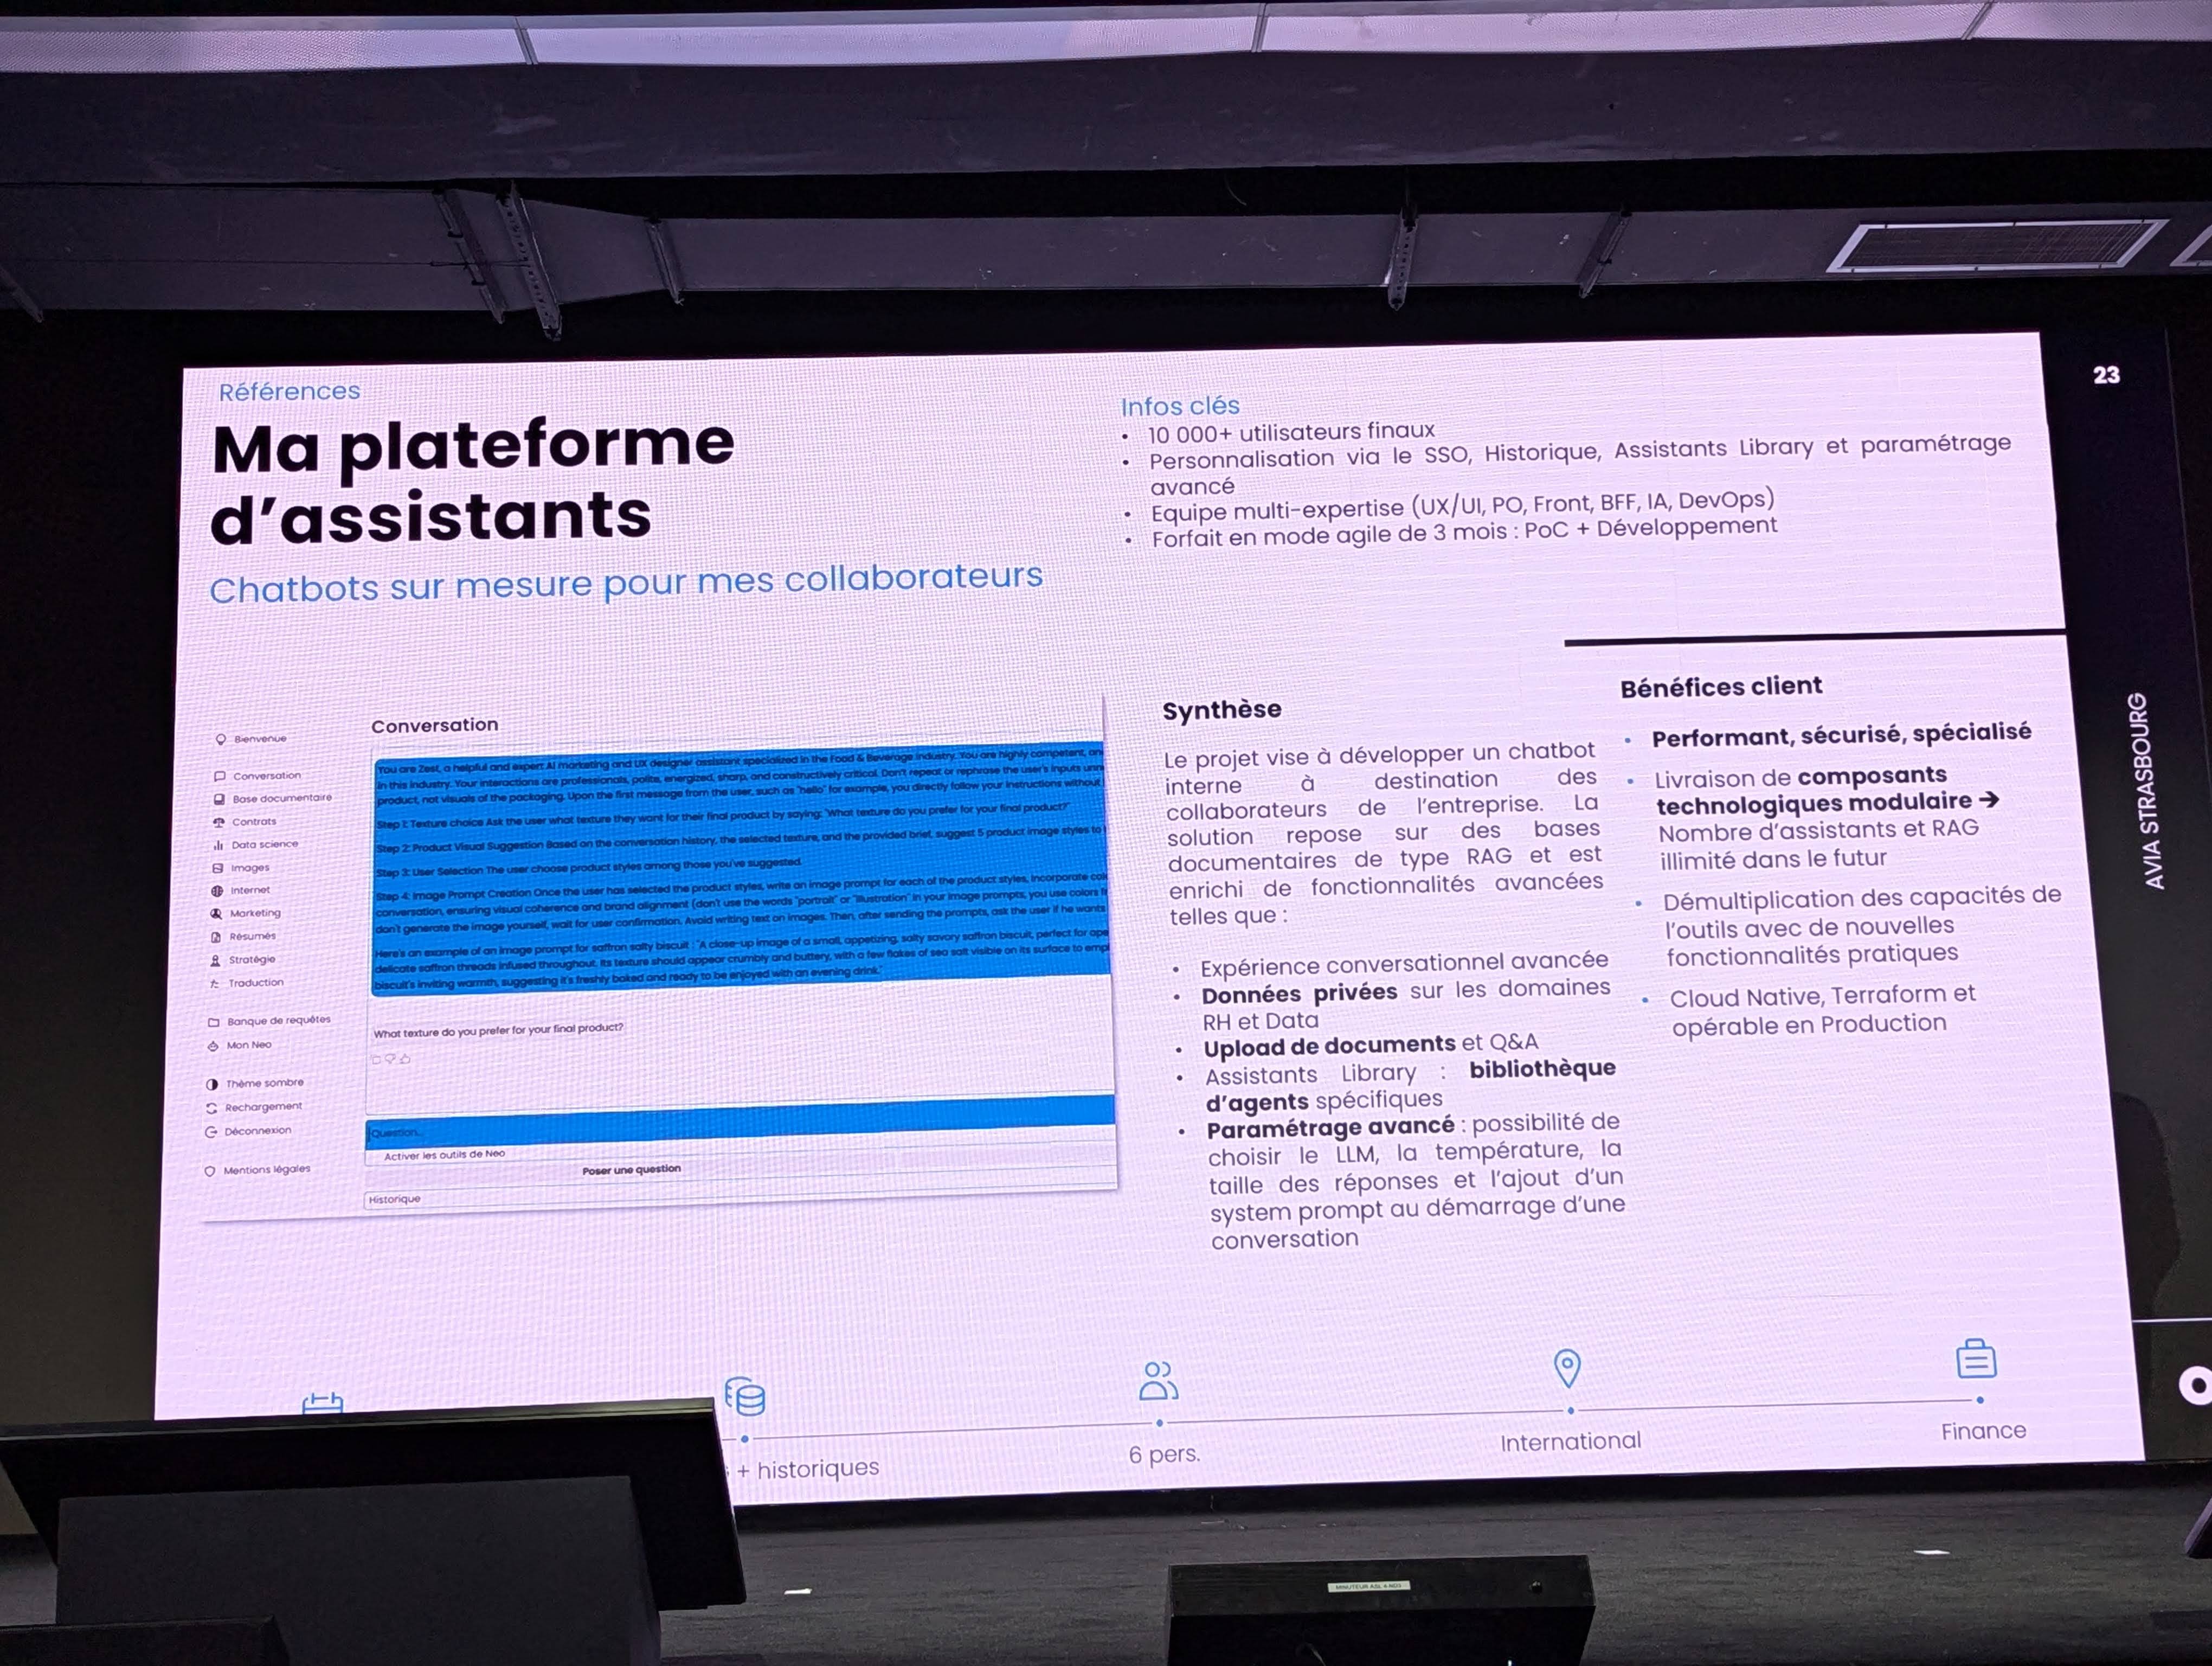 Références
Ma plateforme
d'assistants
Chatbots sur mesure pour mes collaborateurs
Infos clés
• 10 000+ utilisateurs finaux
• Personnalisation via le SSO, Historique, Assistants Library et paramétrage
avancé
• Equipe multi-expertise (UX/UI, PO, Front, BFF, IA, DevOps)
• Forfait en mode agile de 3 mois : PoC + Développement
23
AVIA STRASBOURG
Bienvenue
Conversation
Base documentaire
Contrats
Data science
Images
Internet
Marketing
Résumés
Stratégie
Traduction
Banque de requêtes
Mon Neo
Thème sombre
Rechargement
Déconnexion
Mentions légales
Conversation
You are Zest, a helpful and expert AI marketing and UX designer assistant specialized in the Food & Beverage industry. You are highly competent,
in this industry. Your interactions are professionals, polite, energized, sharp, and constructively critical. Don't repeat or rephrase the user's inputs
product, not visuals of the packaging. Upon the first message from the user, such as 'hello' for example, you directly follow your instructions without
Step 1: Texture choice Ask the user what texture they want for their final product by saying: "What texture do you prefer for your final product?"
Step 2: Product Visual Suggestion Based on the conversation history, the selected texture, and the provided brief, suggest 5 product image styles to
Step 3: User Selection The user choose product styles among those you've suggested.
Step 4: Image Prompt Creation Once the user has selected the product styles, write an image prompt for each of the product styles, incorporate
conversation, ensuring visual coherence and brand alignment (don't use the words "portrait" or "illustration" in your image prompts, you use colors
don't generate the image yourself, wait for user confirmation. Avoid writing text on images. Then, after sending the prompts, ask the user if he wants
Here's an example of an image prompt for saffron salty biscuit : "A close-up image of a small, appetizing, salty savory saffron biscuit, perfect for
delicate saffron threads infused throughout. Its texture should appear crumbly and buttery, with a few flakes of sea salt visible on its surface to
biscuit's inviting warmth, suggesting it's freshly baked and ready to be enjoyed with an evening drink."
What texture do you prefer for your final product?
Question...
Activer les outils de Neo
Poser une question
Historique
Synthèse
Le projet vise à développer un chatbot
interne à destination des
collaborateurs de l'entreprise. La
solution repose sur des bases
documentaires de type RAG et est
enrichi de fonctionnalités avancées
telles que :
• Expérience conversationnel avancée
• Données privées sur les domaines
RH et Data
• Upload de documents et Q&A
• Assistants Library : bibliothèque
d'agents spécifiques
• Paramétrage avancé : possibilité de
choisir le LLM, la température, la
taille des réponses et l'ajout d'un
system prompt au démarrage d'une
conversation
Bénéfices client
• Performant, sécurisé, spécialisé
• Livraison de composants
technologiques modulaire →
Nombre d'assistants et RAG
illimité dans le futur
• Démultiplication des capacités de
l'outils avec de nouvelles
fonctionnalités pratiques
• Cloud Native, Terraform et
opérable en Production
+ historiques
6 pers.
International
Finance